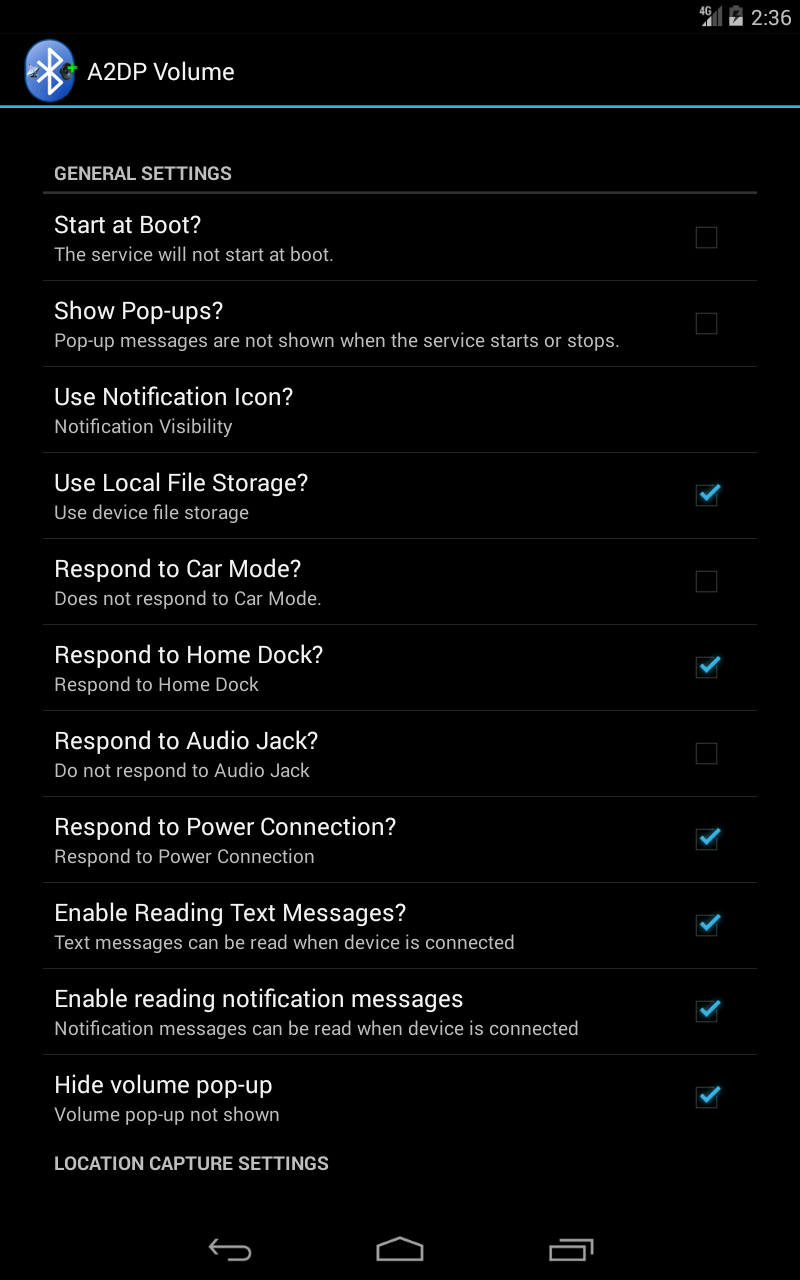 4G 2:36
A2DP Volume
GENERAL SETTINGS
Start at Boot?
The service will not start at boot.
Show Pop-ups?
Pop-up messages are not shown when the service starts or stops.
Use Notification Icon?
Notification Visibility
Use Local File Storage?
Use device file storage
Respond to Car Mode?
Does not respond to Car Mode.
Respond to Home Dock?
Respond to Home Dock
Respond to Audio Jack?
Do not respond to Audio Jack
Respond to Power Connection?
Respond to Power Connection
Enable Reading Text Messages?
Text messages can be read when device is connected
Enable reading notification messages
Notification messages can be read when device is connected
Hide volume pop-up
Volume pop-up not shown
LOCATION CAPTURE SETTINGS